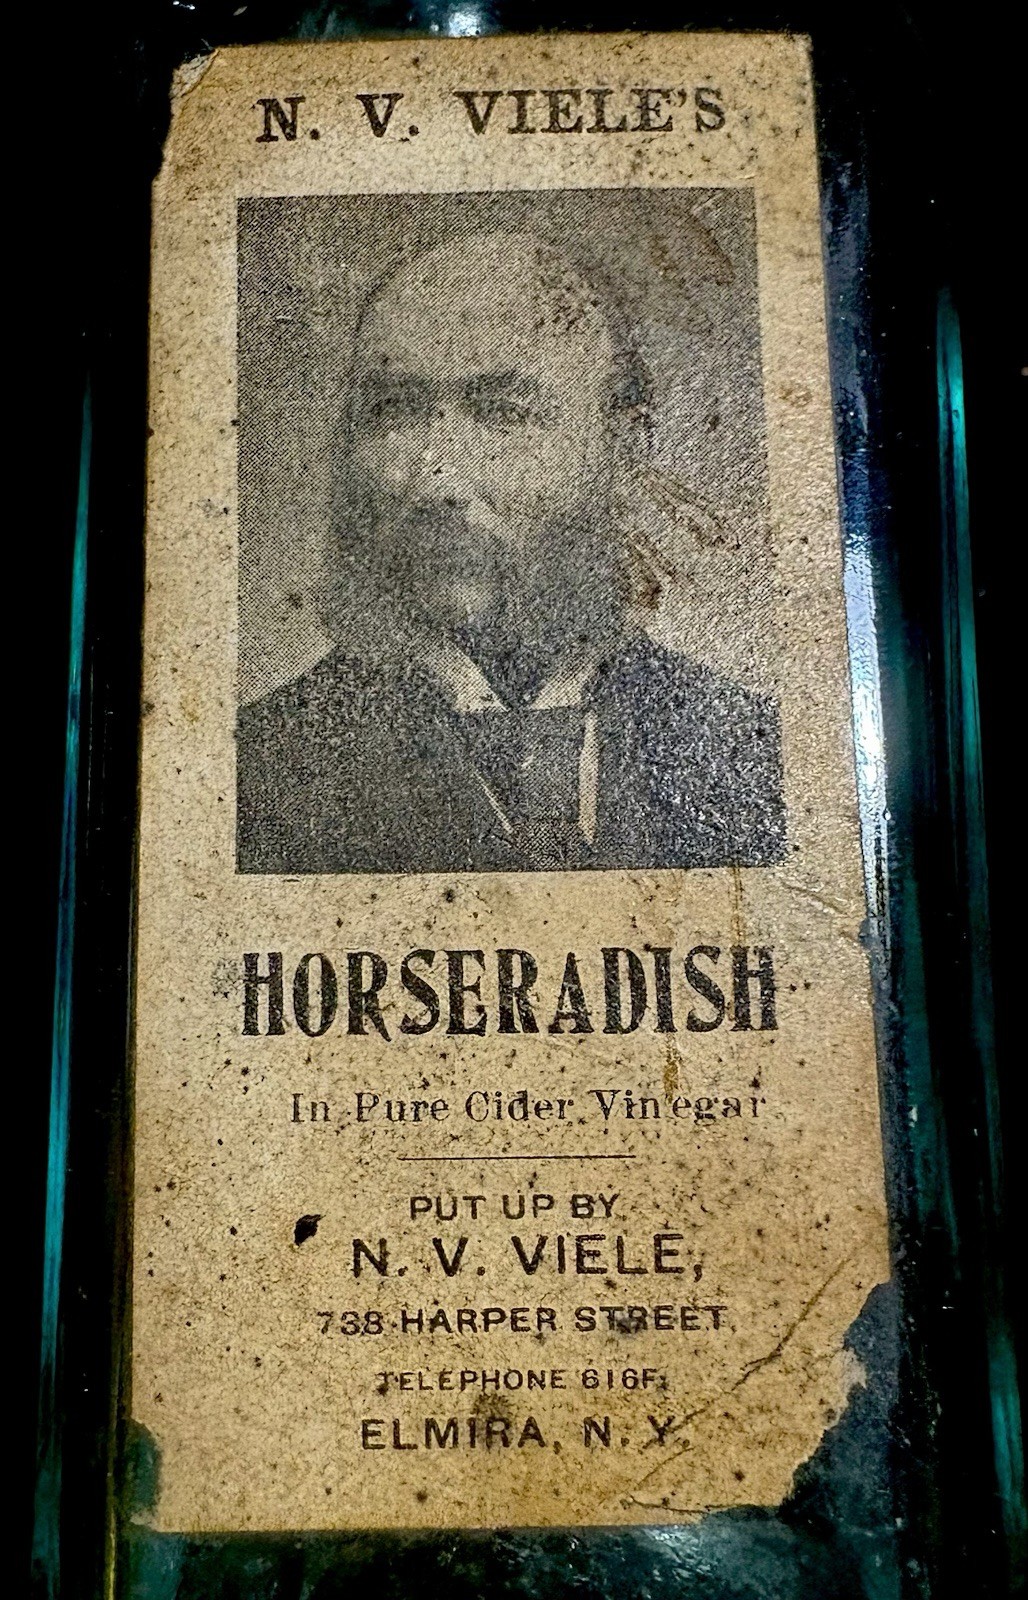 N. V. VIELE'S
HORSERADISH
In Pure Cider Vinegar
PUT UP BY
N. V. VIELE,
738 HARPER STREET,
TELEPHONE 616F.
ELMIRA, N. Y.